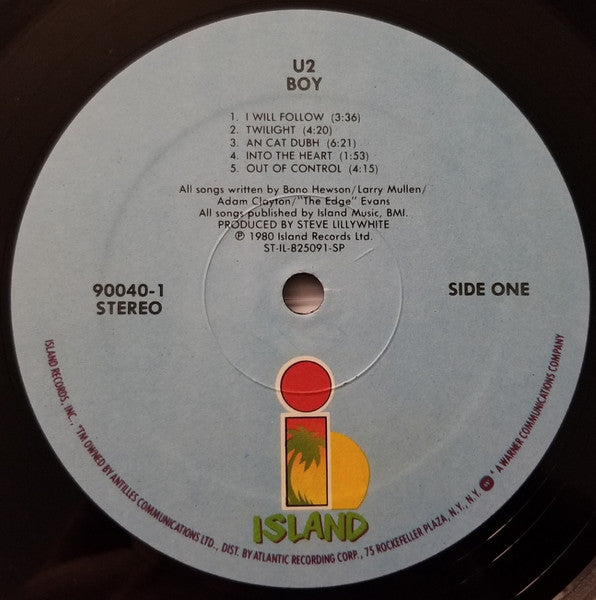 U2
BOY
1. I WILL FOLLOW (3:36)
2. TWILIGHT (4:20)
3. AN CAT DUBH (6:21)
4. INTO THE HEART (1:53)
5. OUT OF CONTROL (4:15)
All songs written by Bono Hewson/Larry Mullen/
Adam Clayton/"The Edge" Evans
All songs published by Island Music, BMI.
PRODUCED BY STEVE LILLYWHITE
℗ 1980 Island Records Ltd.
ST-IL-825091-SP
90040-1
STEREO
SIDE ONE
ISLAND
ISLAND RECORDS, INC., *TM OWNED BY ANTILLES COMMUNICATIONS LTD., DIST. BY ATLANTIC RECORDING CORP., 75 ROCKEFELLER PLAZA, N.Y., N.Y. * A WARNER COMMUNICATIONS COMPANY